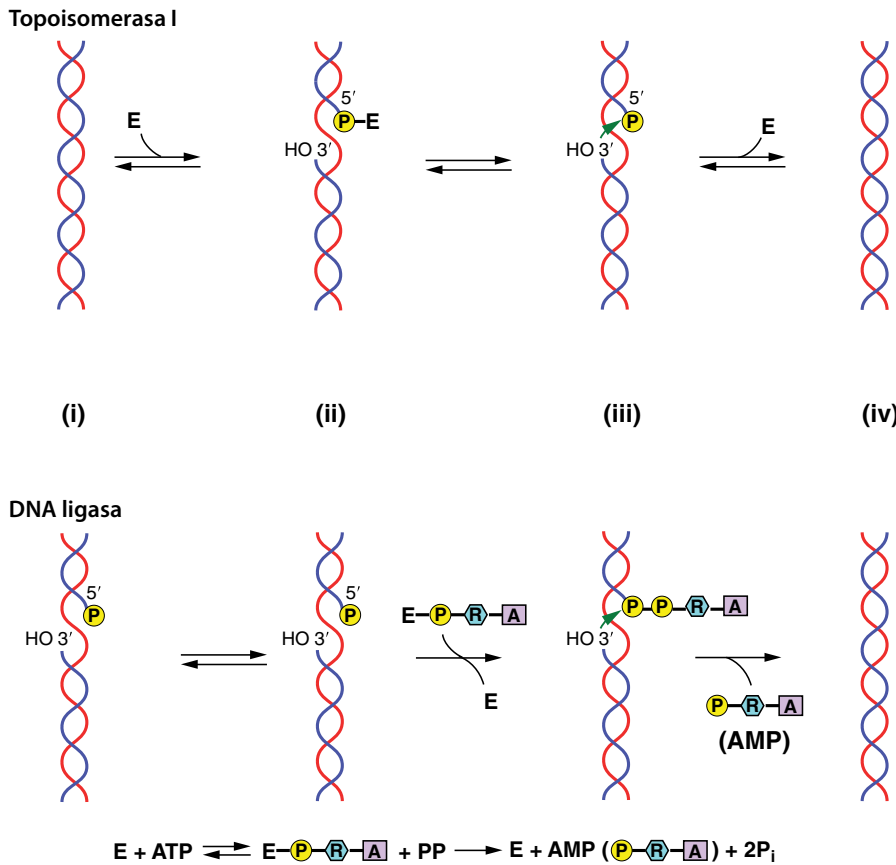 Topoisomerasa I
E
5′
P–E
HO 3′
5′
P
HO 3′
E
(i) (ii) (iii) (iv)
DNA ligasa
5′
P
HO 3′
5′
P
HO 3′
E–P–R–A
E
P–P–R–A
HO 3′
P–R–A
(AMP)
E + ATP ⇌ E–P–R–A + PP → E + AMP (P–R–A) + 2Pi